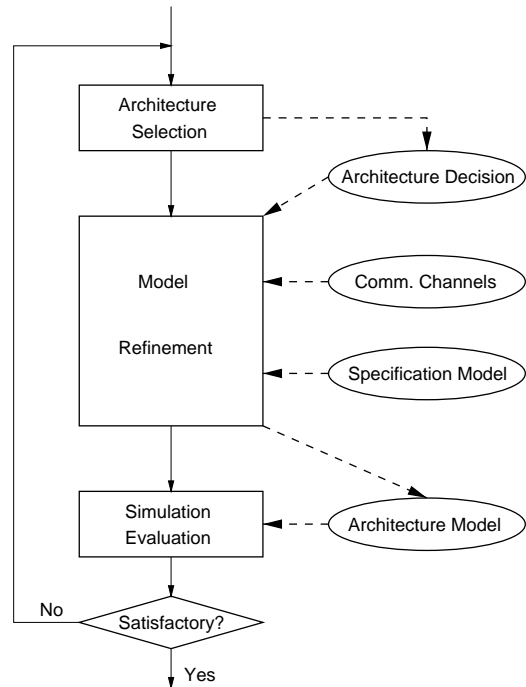 Architecture
Selection
Architecture Decision
Model
Comm. Channels
Refinement
Specification Model
Simulation
Evaluation
Architecture Model
No
Satisfactory?
Yes